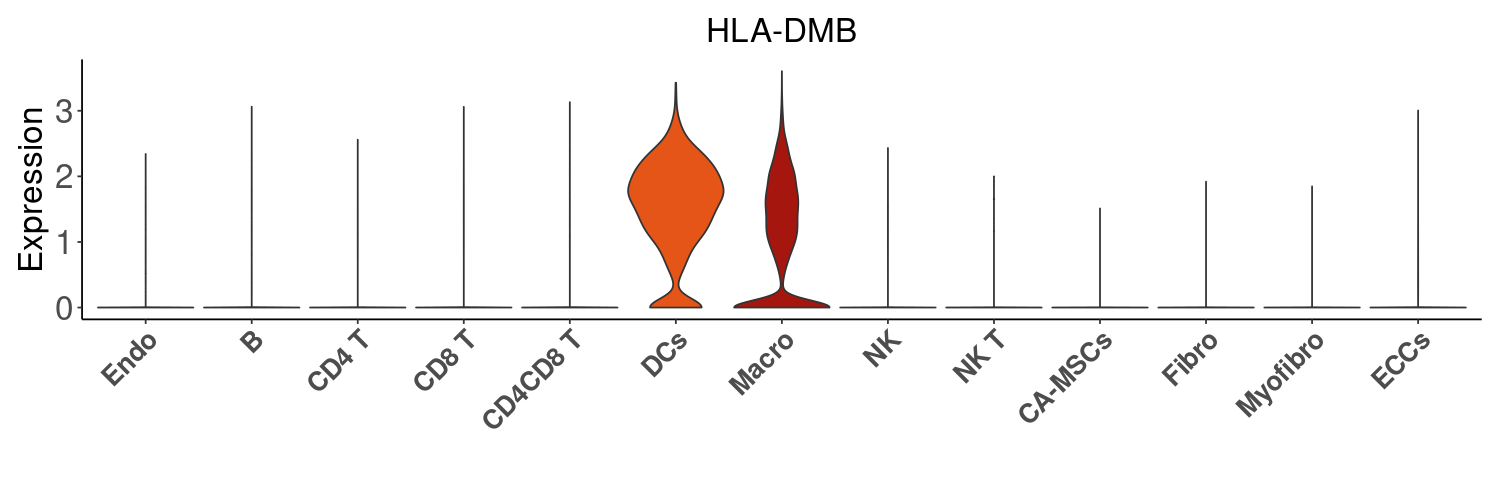 HLA-DMB
Expression
3
2
1
0
Endo
B
CD4 T
CD8 T
CD4CD8 T
DCs
Macro
NK
NK T
CA-MSCs
Fibro
Myofibro
ECCs